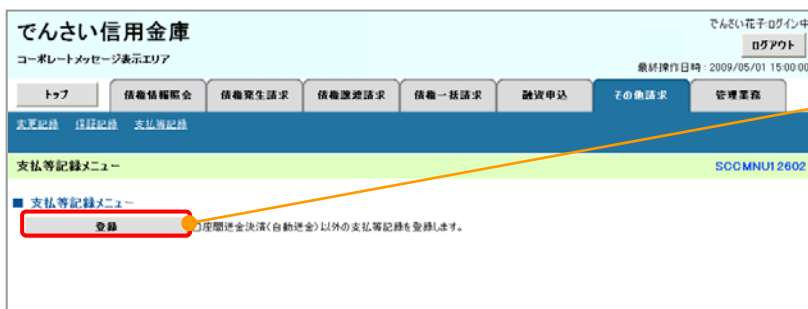 でんさい信用金庫
コーポレートメッセージ表示エリア
でんさい花子:ログイン中
ログアウト
最終操作日時:2009/05/01 15:00:00
トップ 債権情報照会 債権発生請求 債権譲渡請求 債権一括請求 融資申込 その他請求 管理業務
変更記録 保証記録 支払等記録
支払等記録メニュー SCCMNU12602
■ 支払等記録メニュー
登録 口座間送金決済(自動送金)以外の支払等記録を登録します。